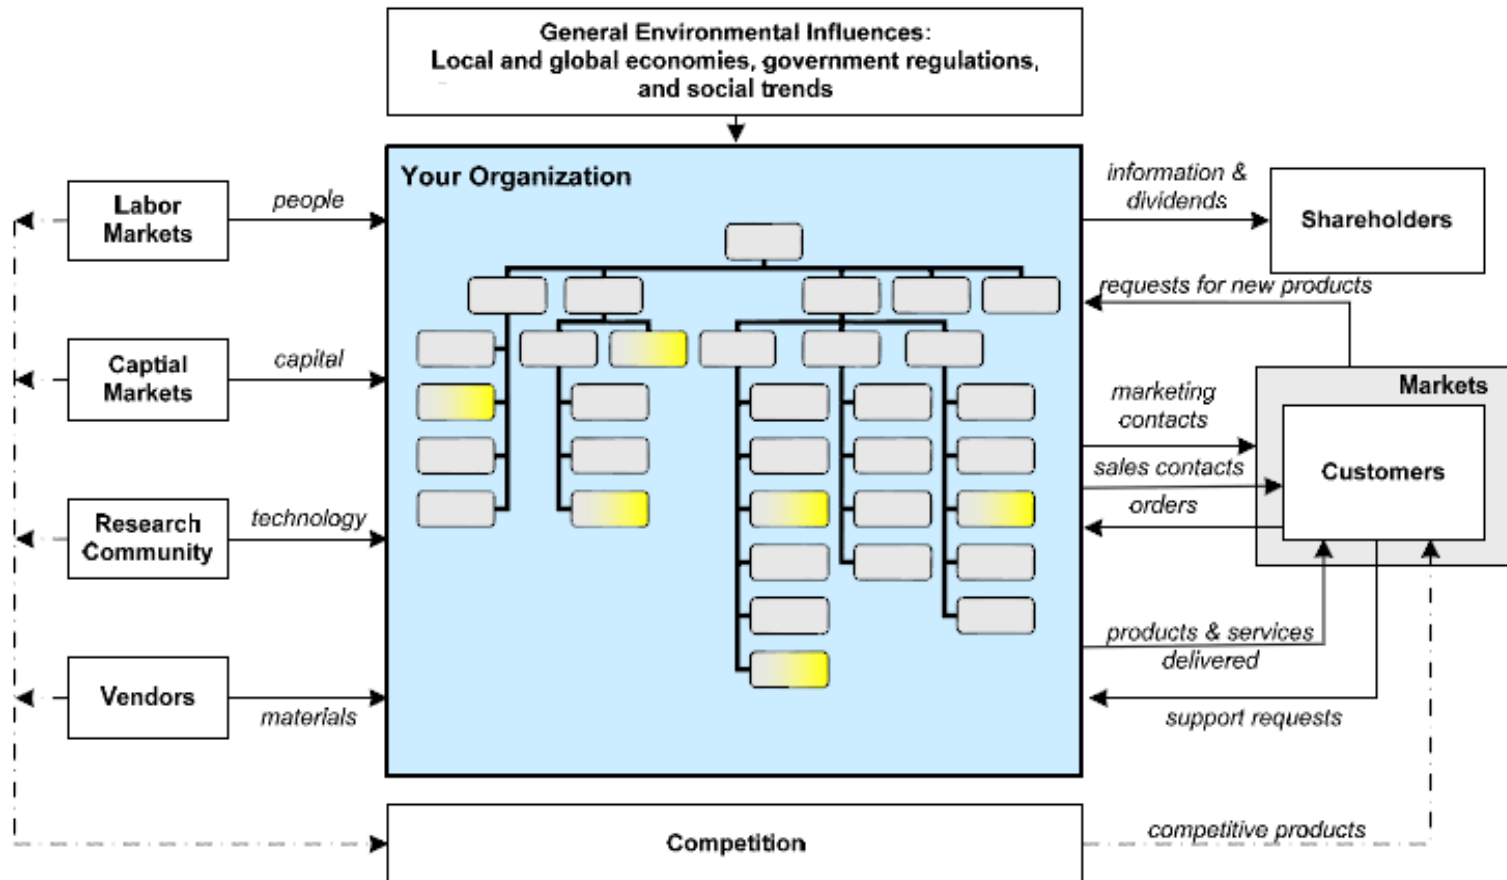 General Environmental Influences:
Local and global economies, government regulations,
and social trends
Your Organization
Labor
Markets
people
Captial
Markets
capital
Research
Community
technology
Vendors
materials
information &
dividends
Shareholders
requests for new products
Markets
marketing
contacts
Customers
sales contacts
orders
products & services
delivered
support requests
Competition
competitive products